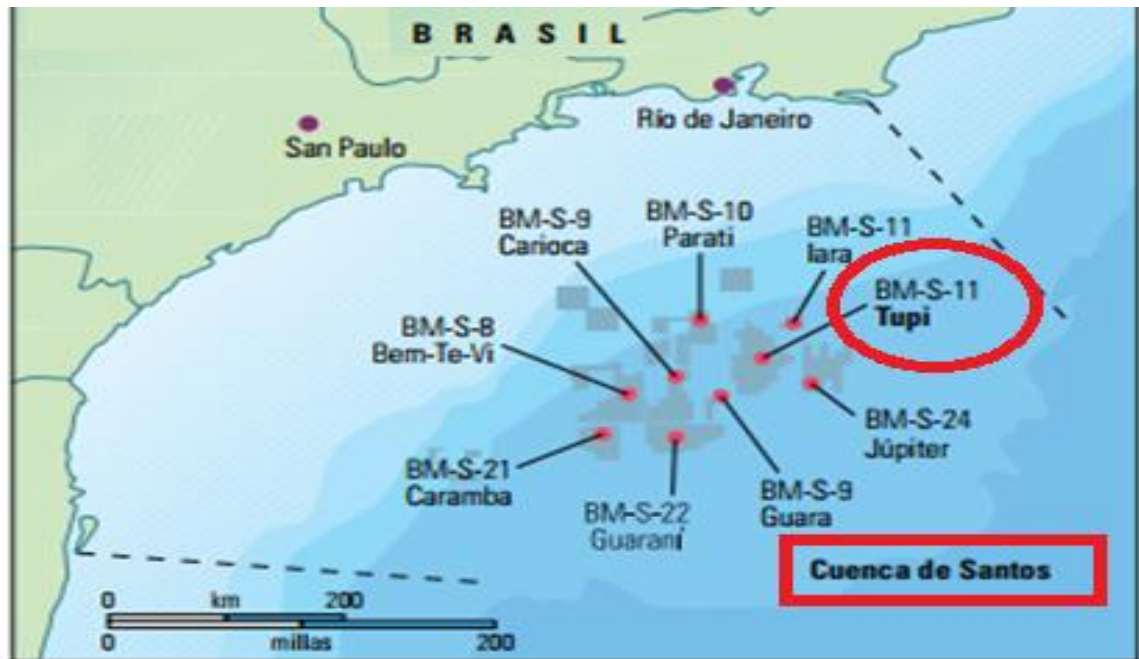 BRASIL
Río de Janeiro
San Paulo
BM-S-9
Carioca
BM-S-10
Parati
BM-S-11
Iara
BM-S-11
Tupi
BM-S-8
Bem-Te-Vi
BM-S-24
Júpiter
BM-S-21
Caramba
BM-S-22
Guaraní
BM-S-9
Guara
Cuenca de Santos
0 km 200
0 millas 200